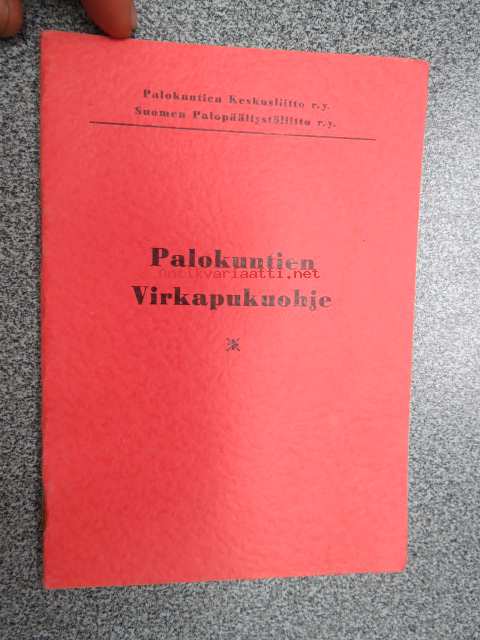 Palokuntien Keskusliitto r.y.
Suomen Palopäällystöliitto r.y.
Palokuntien
antikvariaatti.net
Virkapukuohje